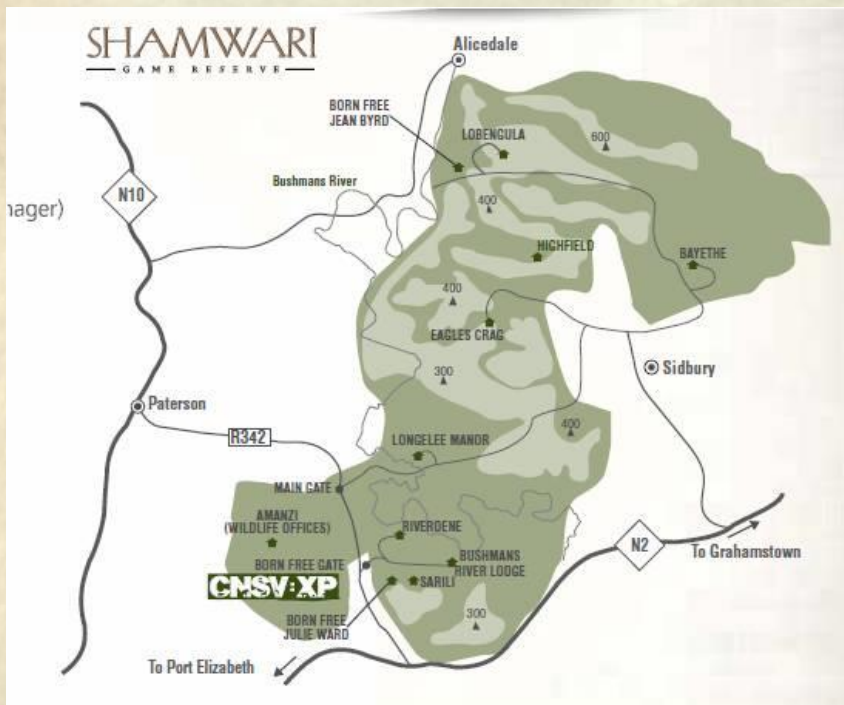 SHAMWARI
GAME RESERVE
Alicedale
BORN FREE
JEAN BYRD
LOBENGULA
600
Bushmans River
N10
nager)
400
HIGHFIELD
BAYETHE
400
EAGLES CRAG
300
Sidbury
Paterson
400
R342
LONGELEE MANOR
MAIN GATE
AMANZI
(WILDLIFE OFFICES)
RIVERDENE
N2
To Grahamstown
BORN FREE GATE
BUSHMANS
RIVER LODGE
CNSV:XP
SARILI
BORN FREE
JULIE WARD
300
To Port Elizabeth